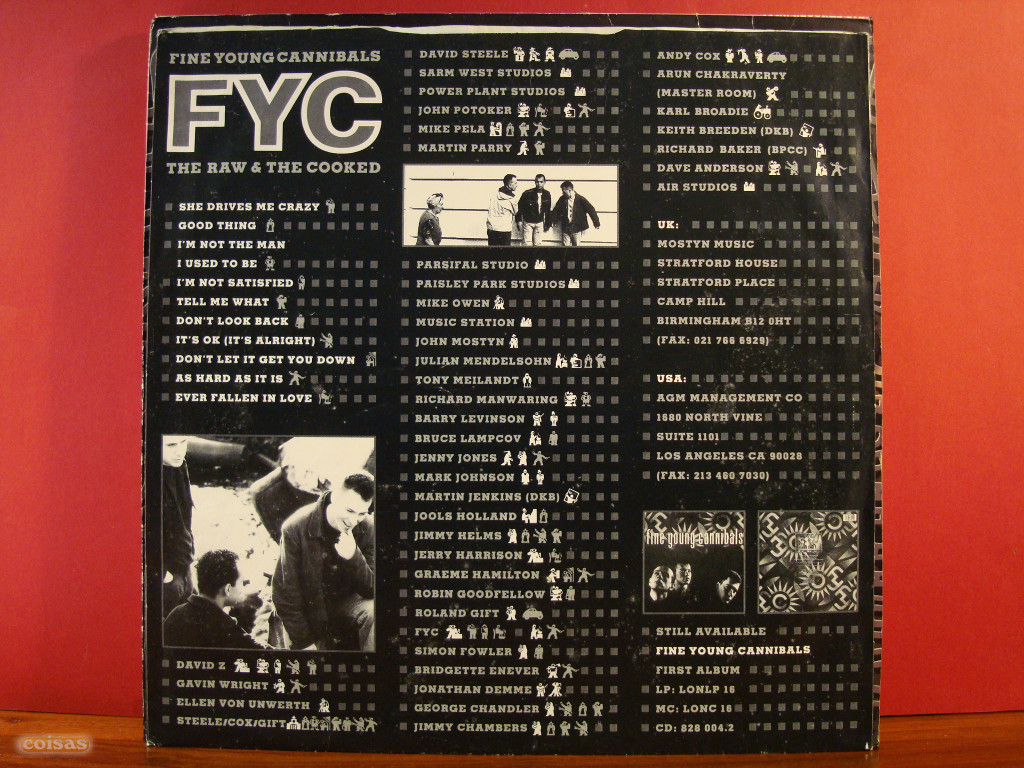 FINE YOUNG CANNIBALS
FYC
THE RAW & THE COOKED
SHE DRIVES ME CRAZY
GOOD THING
I'M NOT THE MAN
I USED TO BE
I'M NOT SATISFIED
TELL ME WHAT
DON'T LOOK BACK
IT'S OK (IT'S ALRIGHT)
DON'T LET IT GET YOU DOWN
AS HARD AS IT IS
EVER FALLEN IN LOVE
DAVID Z
GAVIN WRIGHT
ELLEN VON UNWERTH
STEELE/COX/GIFT
DAVID STEELE
SARM WEST STUDIOS
POWER PLANT STUDIOS
JOHN POTOKER
MIKE PELA
MARTIN PARRY
PARSIFAL STUDIO
PAISLEY PARK STUDIOS
MIKE OWEN
MUSIC STATION
JOHN MOSTYN
JULIAN MENDELSOHN
TONY MEILANDT
RICHARD MANWARING
BARRY LEVINSON
BRUCE LAMPCOV
JENNY JONES
MARK JOHNSON
MARTIN JENKINS (DKB)
JOOLS HOLLAND
JIMMY HELMS
JERRY HARRISON
GRAEME HAMILTON
ROBIN GOODFELLOW
ROLAND GIFT
FYC
SIMON FOWLER
BRIDGETTE ENEVER
JONATHAN DEMME
GEORGE CHANDLER
JIMMY CHAMBERS
ANDY COX
ARUN CHAKRAVERTY
(MASTER ROOM)
KARL BROADIE
KEITH BREEDEN (DKB)
RICHARD BAKER (BPCC)
DAVE ANDERSON
AIR STUDIOS
UK:
MOSTYN MUSIC
STRATFORD HOUSE
STRATFORD PLACE
CAMP HILL
BIRMINGHAM B12 0HT
(FAX: 021 766 6929)
USA:
AGM MANAGEMENT CO
1680 NORTH VINE
SUITE 1101
LOS ANGELES CA 90028
(FAX: 213 460 7030)
fine young cannibals
STILL AVAILABLE
FINE YOUNG CANNIBALS
FIRST ALBUM
LP: LONLP 16
MC: LONC 16
CD: 828 004.2
coisas